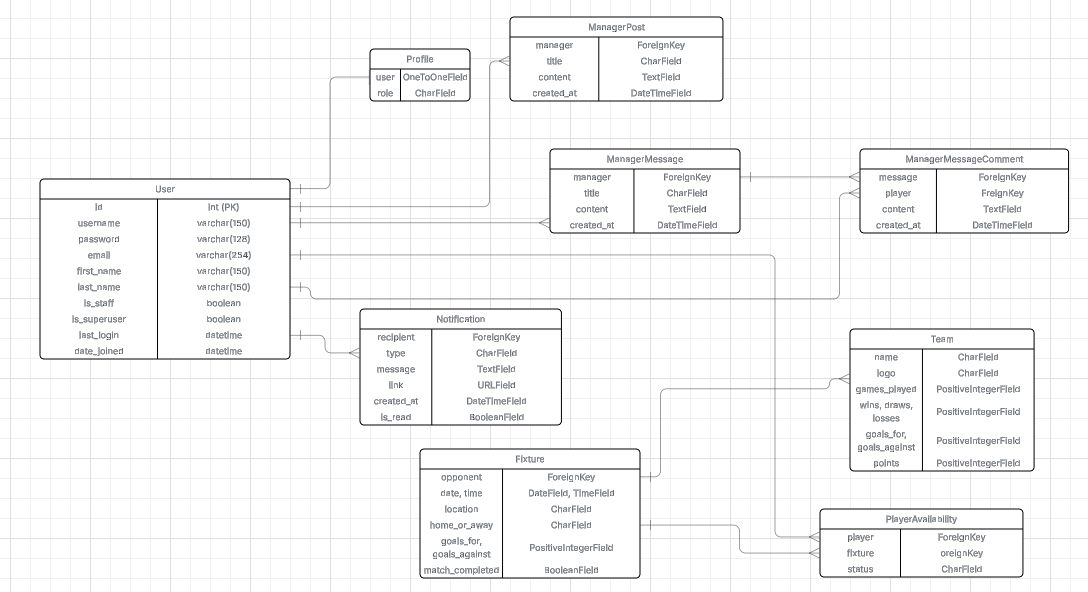 ManagerPost
manager ForeignKey
title CharField
content TextField
created_at DateTimeField
Profile
user OneToOneField
role CharField
ManagerMessage
manager ForeignKey
title CharField
content TextField
created_at DateTimeField
ManagerMessageComment
message ForeignKey
player FreignKey
content TextField
created_at DateTimeField
User
id int (PK)
username varchar(150)
password varchar(128)
email varchar(254)
first_name varchar(150)
last_name varchar(150)
is_staff boolean
is_superuser boolean
last_login datetime
date_joined datetime
Notification
recipient ForeignKey
type CharField
message TextField
link URLField
created_at DateTimeField
is_read BooleanField
Team
name CharField
logo CharField
games_played PositiveIntegerField
wins, draws,
losses PositiveIntegerField
goals_for,
goals_against PositiveIntegerField
points PositiveIntegerField
Fixture
opponent ForeignKey
date, time DateField, TimeField
location CharField
home_or_away CharField
goals_for,
goals_against PositiveIntegerField
match_completed BooleanField
PlayerAvailability
player ForeignKey
fixture oreignKey
status CharField